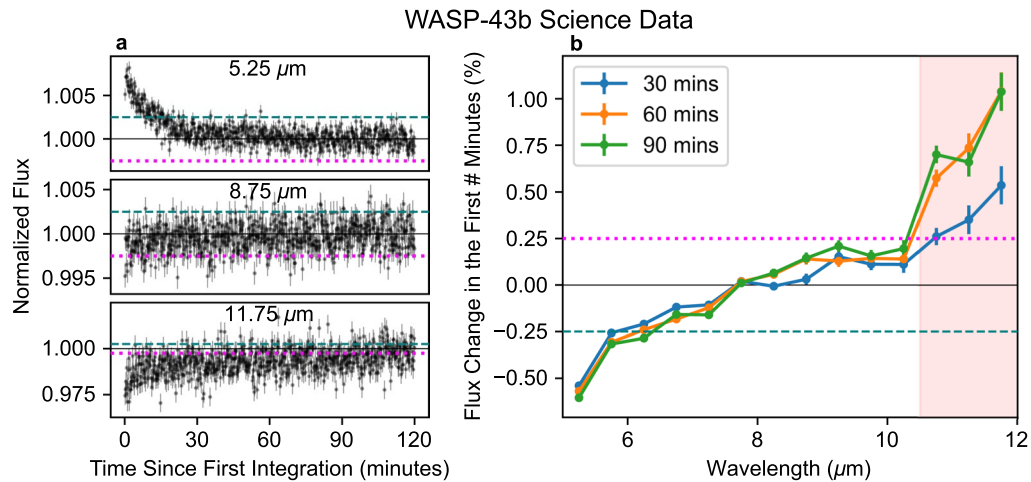 WASP-43b Science Data
a
5.25 μm
1.005
1.000
8.75 μm
1.005
1.000
0.995
11.75 μm
1.000
0.975
0 30 60 90 120
Normalized Flux
Time Since First Integration (minutes)
b
30 mins
60 mins
90 mins
1.00
0.75
0.50
0.25
0.00
−0.25
−0.50
6 8 10 12
Flux Change in the First # Minutes (%)
Wavelength (μm)